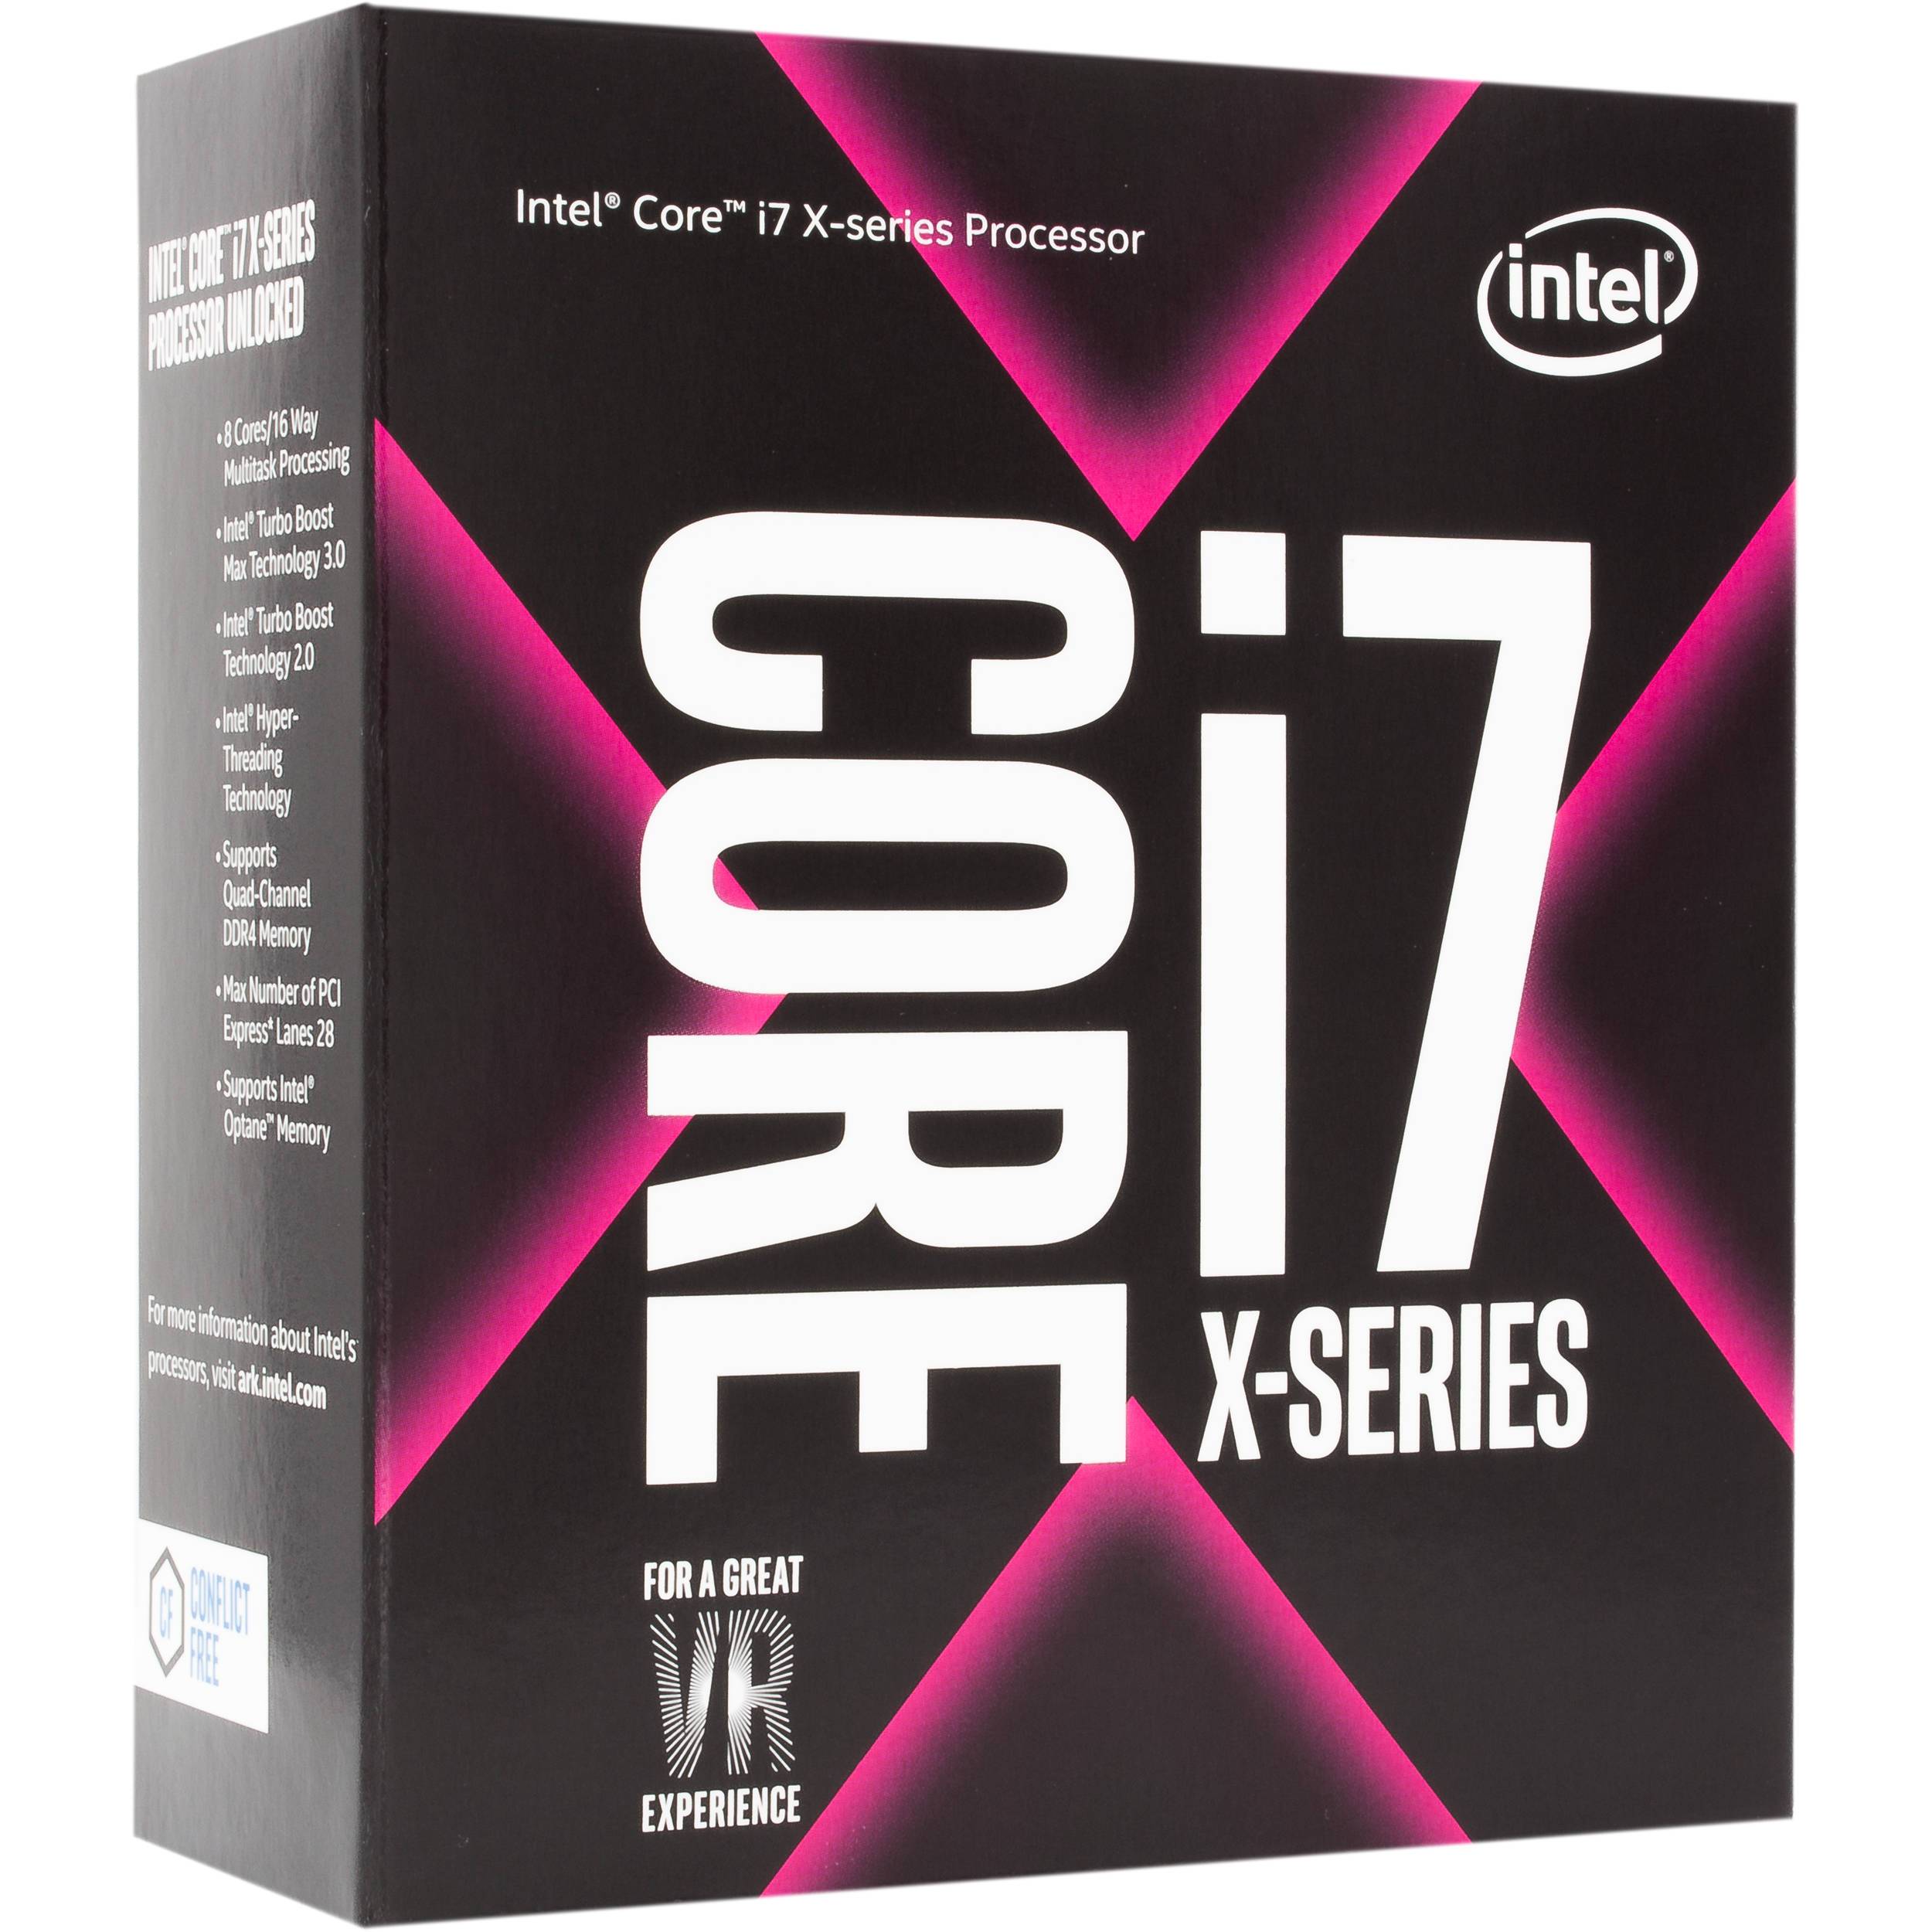 INTEL® CORE™ i7 X-SERIES
PROCESSOR UNLOCKED
•8 Cores/16 Way
Multitask Processing
•Intel® Turbo Boost
Max Technology 3.0
•Intel® Turbo Boost
Technology 2.0
•Intel® Hyper-
Threading
Technology
•Supports
Quad-Channel
DDR4 Memory
•Max Number of PCI
Express* Lanes 28
•Supports Intel®
Optane™ Memory
For more information about Intel's
processors, visit ark.intel.com
CF
CONFLICT
FREE
Intel® Core™ i7 X-series Processor
intel®
CORE
i7
X-SERIES
FOR A GREAT
VR
EXPERIENCE